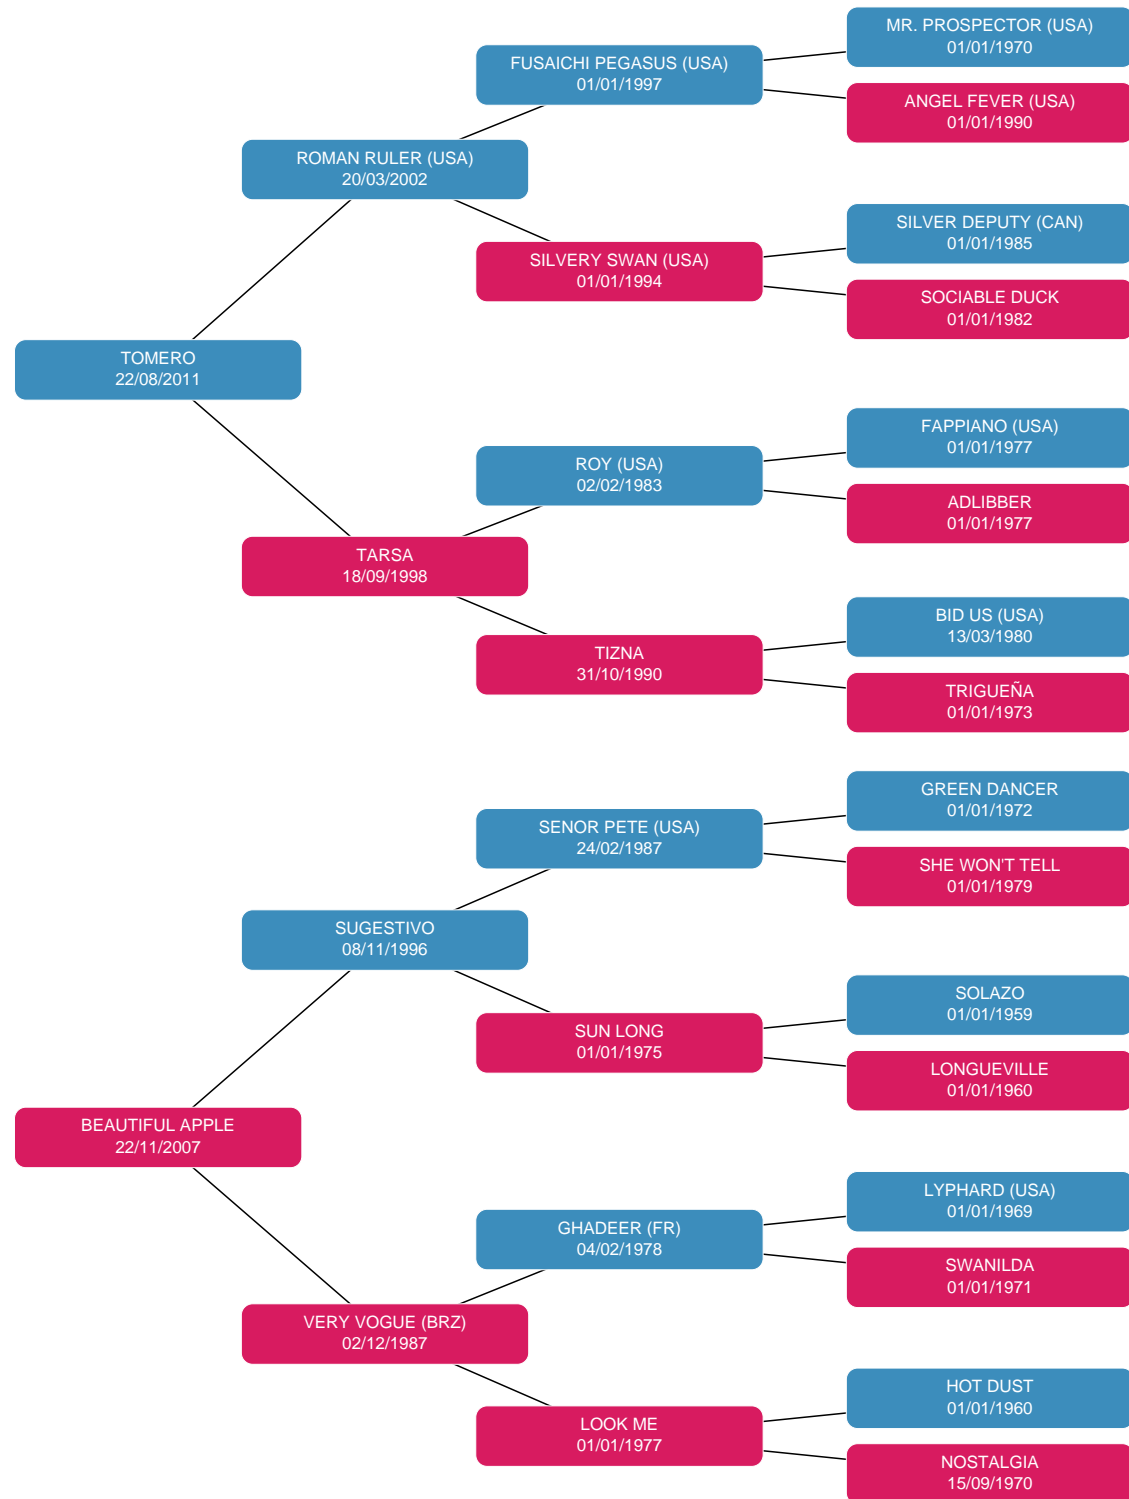 MR. PROSPECTOR (USA)
01/01/1970
FUSAICHI PEGASUS (USA)
01/01/1997
ANGEL FEVER (USA)
01/01/1990
ROMAN RULER (USA)
20/03/2002
SILVER DEPUTY (CAN)
01/01/1985
SILVERY SWAN (USA)
01/01/1994
SOCIABLE DUCK
01/01/1982
TOMERO
22/08/2011
FAPPIANO (USA)
01/01/1977
ROY (USA)
02/02/1983
ADLIBBER
01/01/1977
TARSA
18/09/1998
BID US (USA)
13/03/1980
TIZNA
31/10/1990
TRIGUEÑA
01/01/1973
GREEN DANCER
01/01/1972
SENOR PETE (USA)
24/02/1987
SHE WON'T TELL
01/01/1979
SUGESTIVO
08/11/1996
SOLAZO
01/01/1959
SUN LONG
01/01/1975
LONGUEVILLE
01/01/1960
BEAUTIFUL APPLE
22/11/2007
LYPHARD (USA)
01/01/1969
GHADEER (FR)
04/02/1978
SWANILDA
01/01/1971
VERY VOGUE (BRZ)
02/12/1987
HOT DUST
01/01/1960
LOOK ME
01/01/1977
NOSTALGIA
15/09/1970